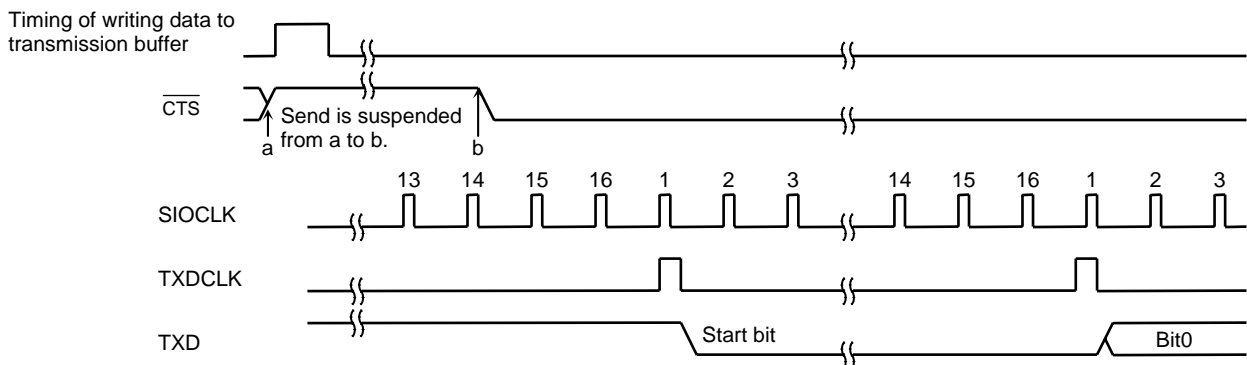 Timing of writing data to
transmission buffer
CTS
Send is suspended
from a to b.
a
b
13 14 15 16 1 2 3 14 15 16 1 2 3
SIOCLK
TXDCLK
TXD
Start bit
Bit0